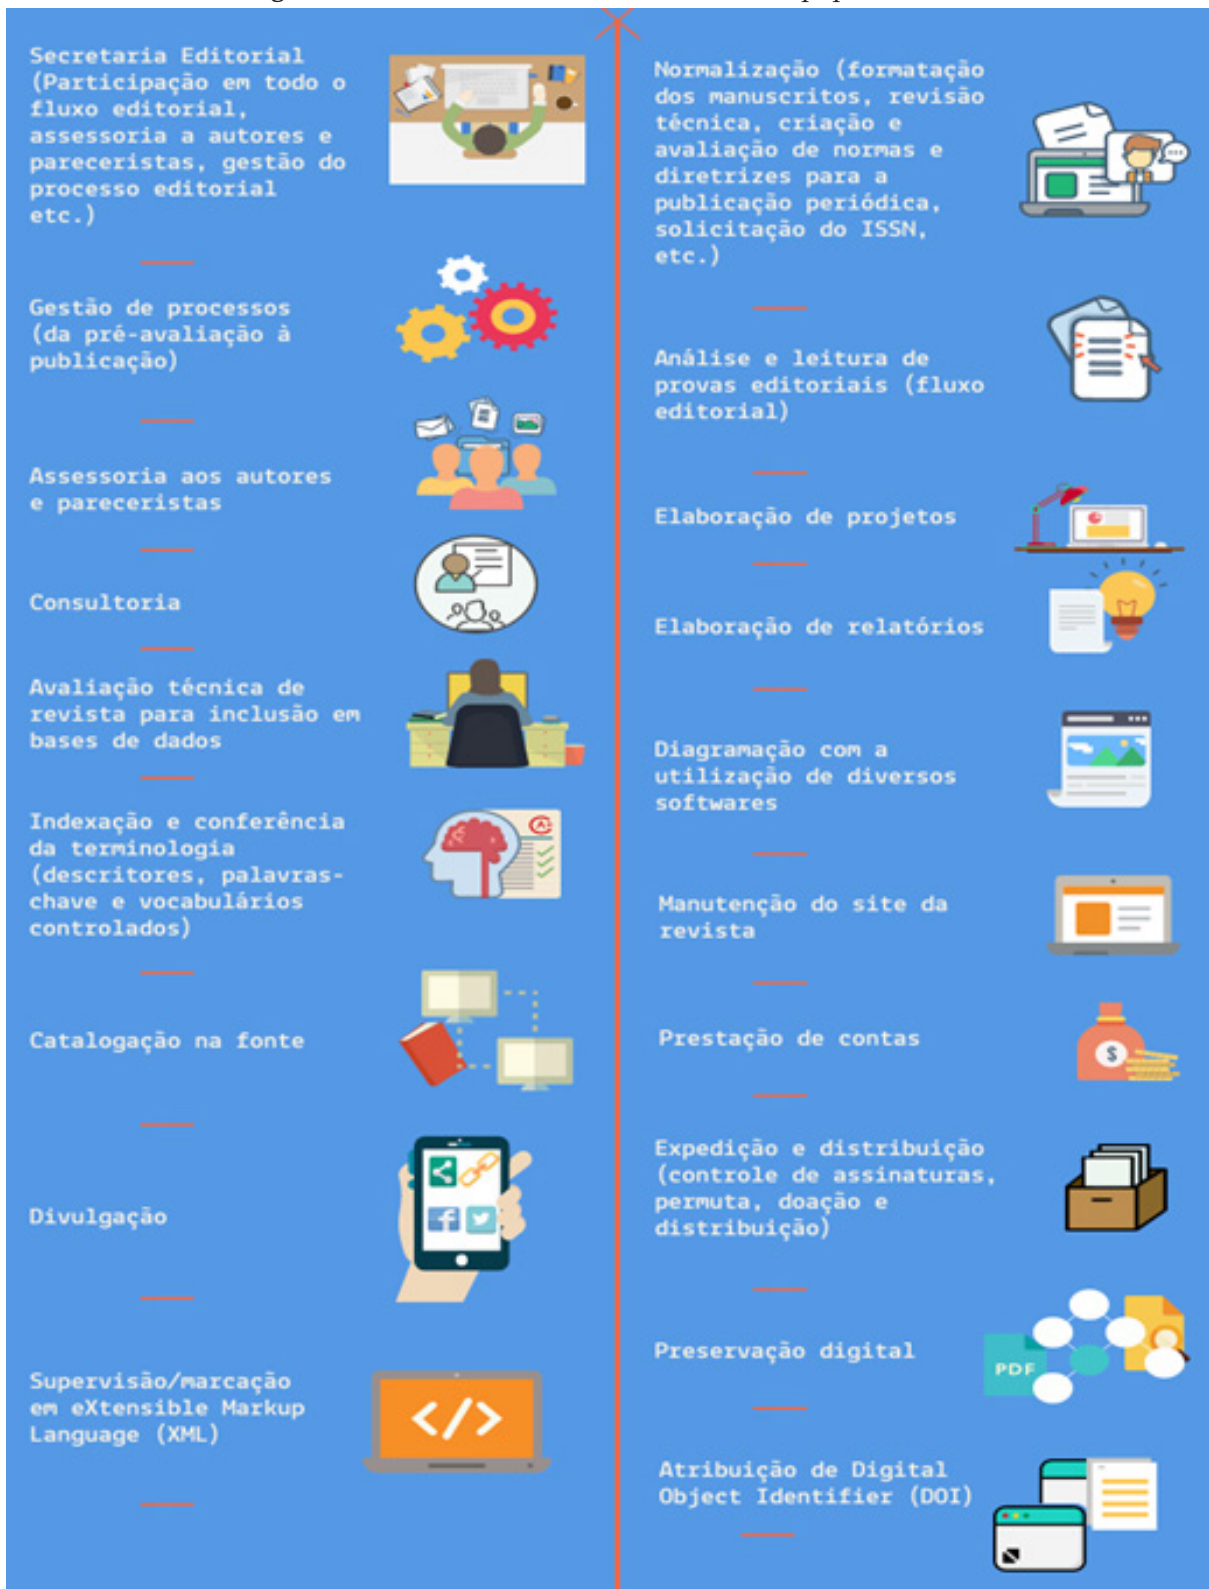 Secretaria Editorial
(Participação em todo o
fluxo editorial,
assessoria a autores e
pareceristas, gestão do
processo editorial
etc.)
Gestão de processos
(da pré-avaliação à
publicação)
Assessoria aos autores
e pareceristas
Consultoria
Avaliação técnica de
revista para inclusão em
bases de dados
Indexação e conferência
da terminologia
(descritores, palavras-
chave e vocabulários
controlados)
Catalogação na fonte
Divulgação
Supervisão/marcação
em eXtensible Markup
Language (XML)
</>
Normalização (formatação
dos manuscritos, revisão
técnica, criação e
avaliação de normas e
diretrizes para a
publicação periódica,
solicitação do ISSN,
etc.)
Análise e leitura de
provas editoriais (fluxo
editorial)
Elaboração de projetos
Elaboração de relatórios
Diagramação com a
utilização de diversos
softwares
Manutenção do site da
revista
Prestação de contas
$
Expedição e distribuição
(controle de assinaturas,
permuta, doação e
distribuição)
Preservação digital
PDF
Atribuição de Digital
Object Identifier (DOI)